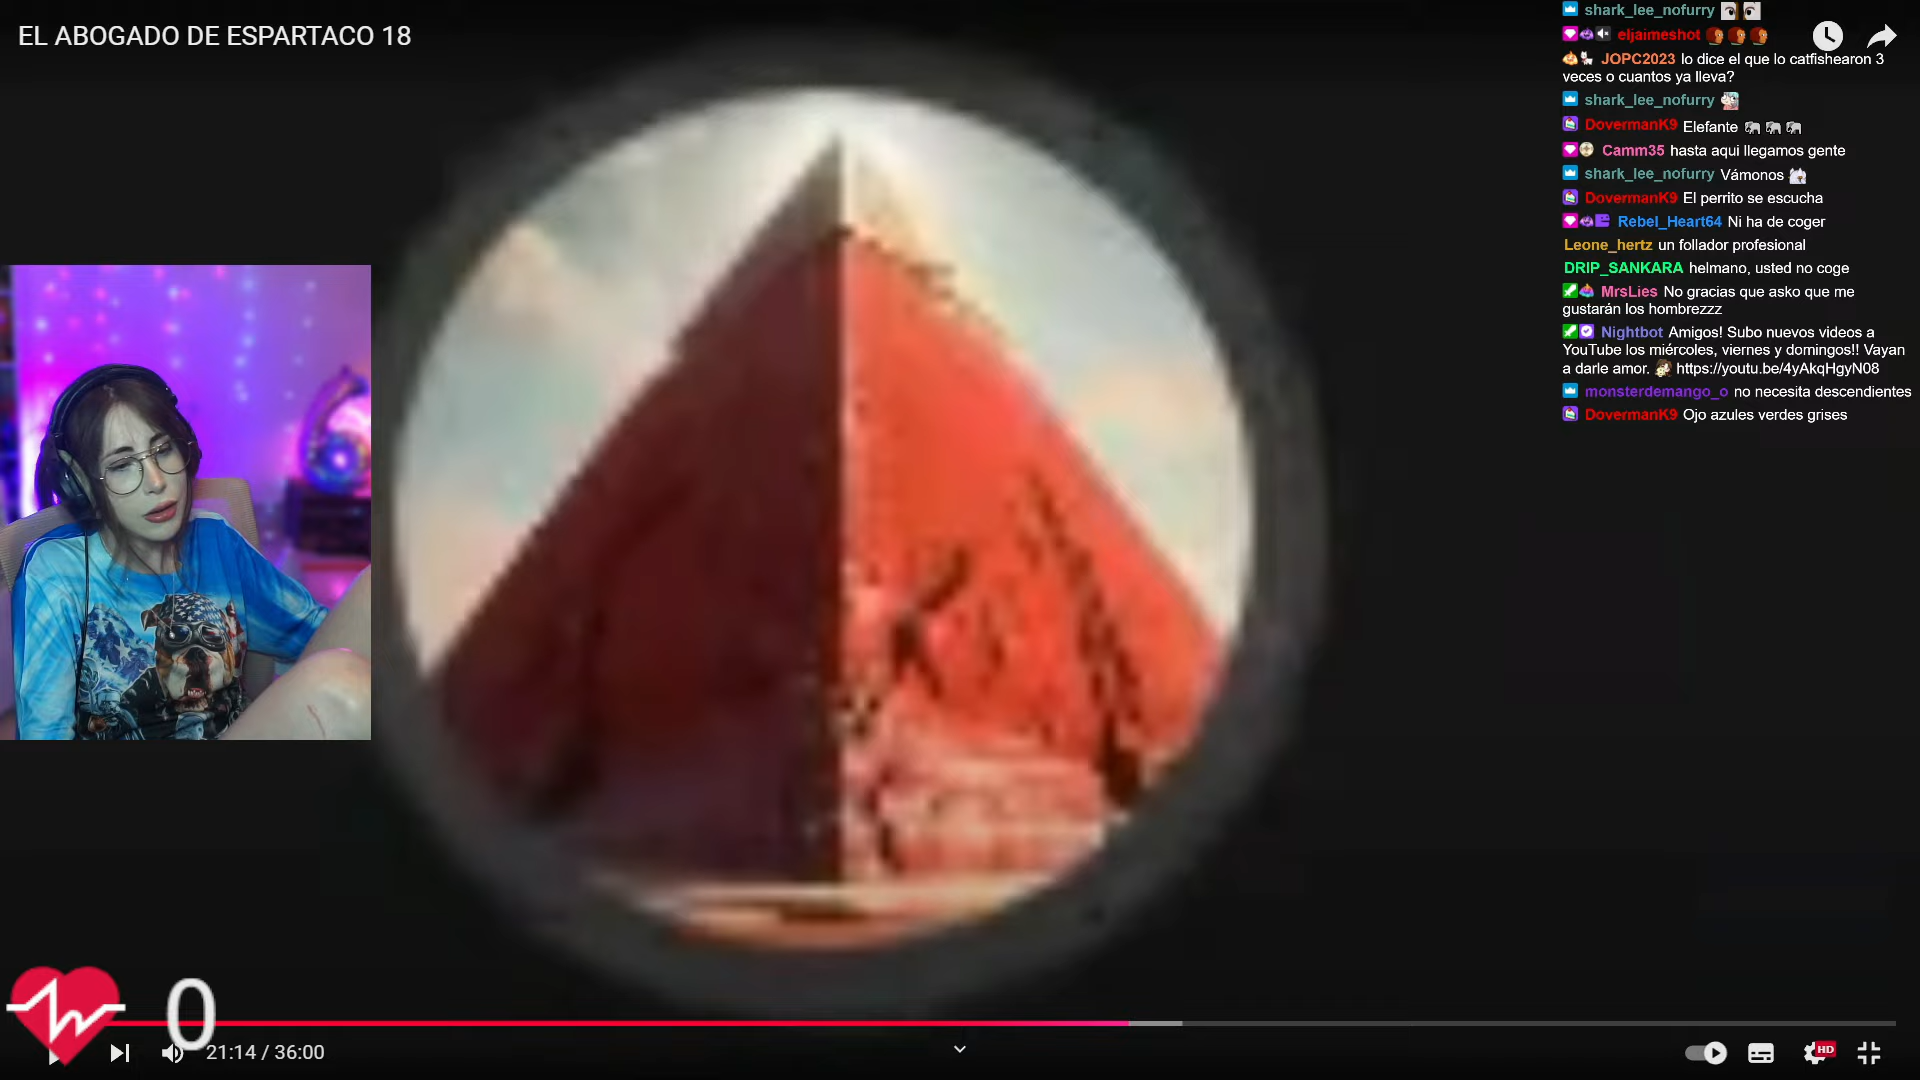 EL ABOGADO DE ESPARTACO 18
shark_lee_nofurry
eljaimeshot
JOPC2023 lo dice el que lo catfishearon 3
veces o cuantos ya lleva?
shark_lee_nofurry
DovermanK9 Elefante
Camm35 hasta aqui llegamos gente
shark_lee_nofurry Vámonos
DovermanK9 El perrito se escucha
Rebel_Heart64 Ni ha de coger
Leone_hertz un follador profesional
DRIP_SANKARA helmano, usted no coge
MrsLies No gracias que asko que me
gustarán los hombrezzz
Nightbot Amigos! Subo nuevos videos a
YouTube los miércoles, viernes y domingos!! Vayan
a darle amor. https://youtu.be/4yAkqHgyN08
monsterdemango_o no necesita descendientes
DovermanK9 Ojo azules verdes grises
0
21:14 / 36:00
HD